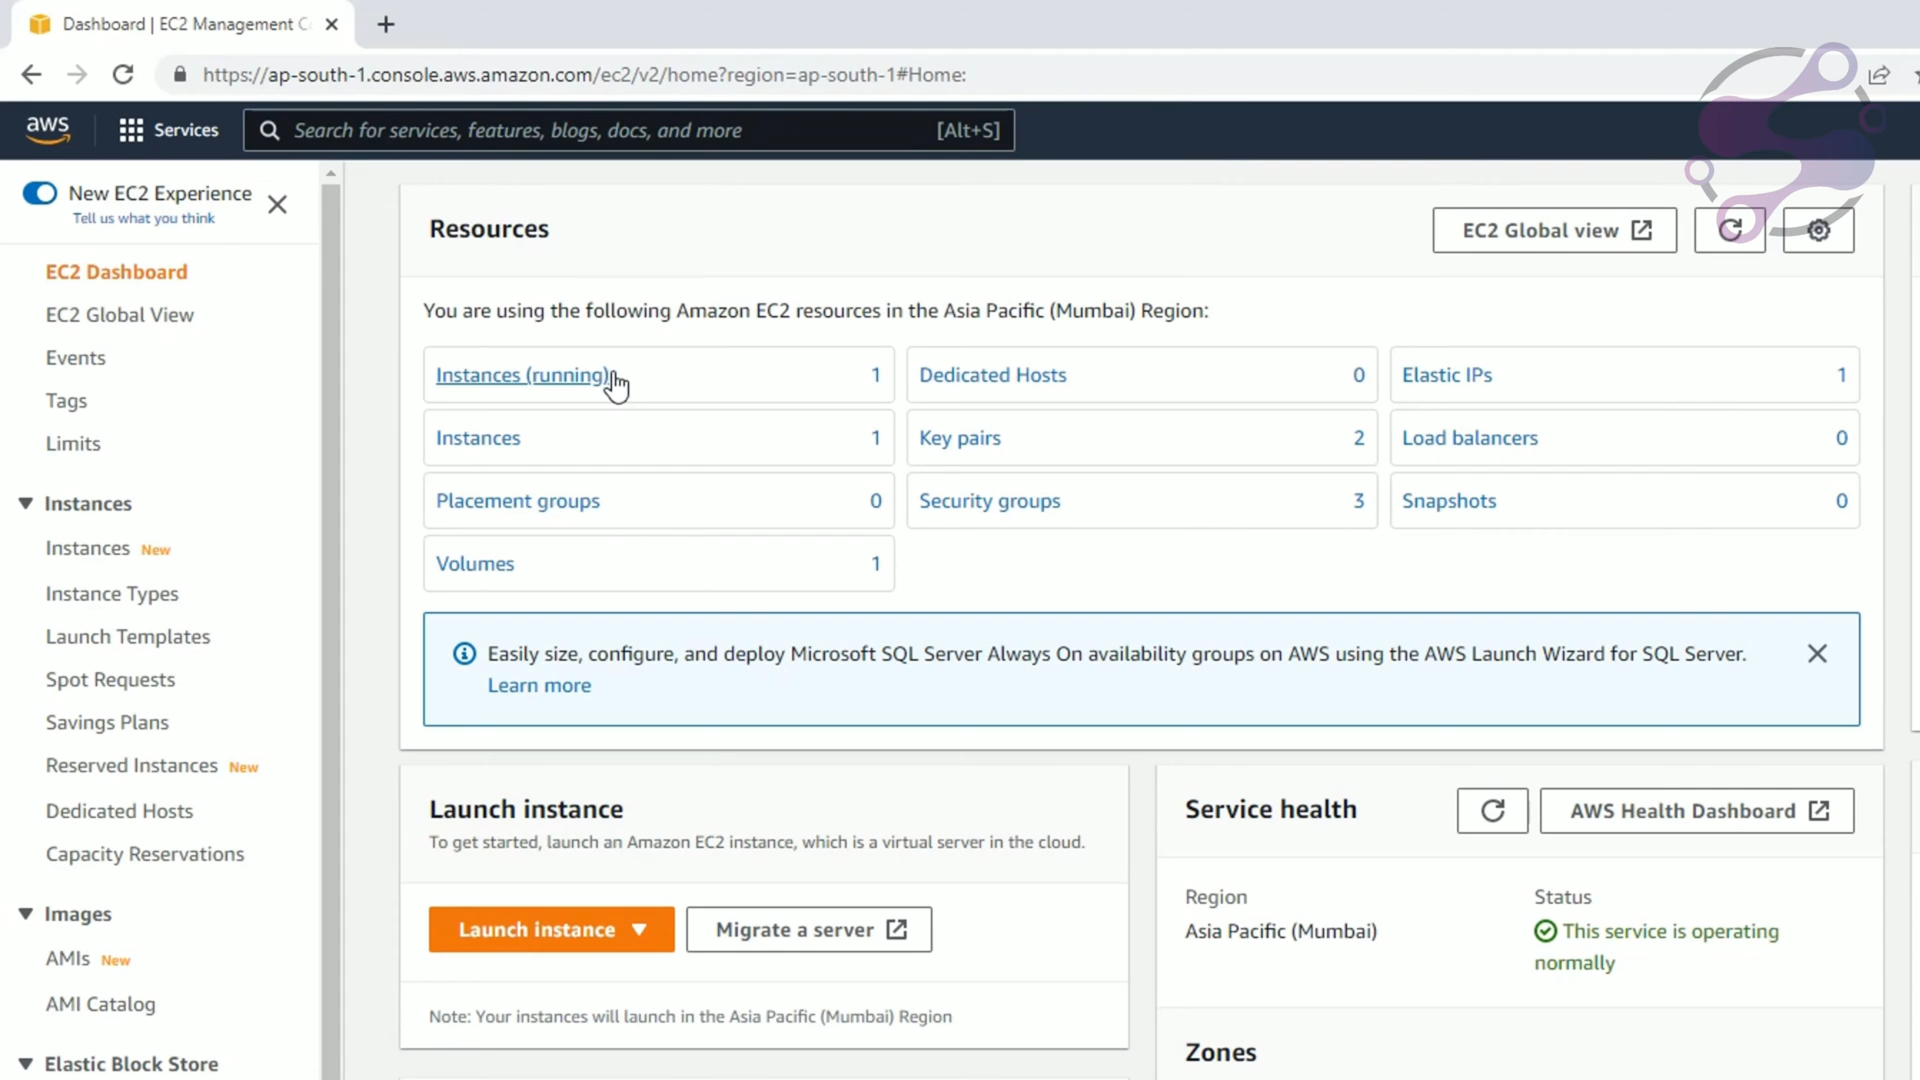 Dashboard | EC2 Management C
https://ap-south-1.console.aws.amazon.com/ec2/v2/home?region=ap-south-1#Home:
aws
Services
Search for services, features, blogs, docs, and more
[Alt+S]
New EC2 Experience
Tell us what you think
EC2 Dashboard
EC2 Global View
Events
Tags
Limits
Instances
Instances New
Instance Types
Launch Templates
Spot Requests
Savings Plans
Reserved Instances New
Dedicated Hosts
Capacity Reservations
Images
AMIs New
AMI Catalog
Elastic Block Store
Resources
EC2 Global view
You are using the following Amazon EC2 resources in the Asia Pacific (Mumbai) Region:
Instances (running) 1
Dedicated Hosts 0
Elastic IPs 1
Instances 1
Key pairs 2
Load balancers 0
Placement groups 0
Security groups 3
Snapshots 0
Volumes 1
Easily size, configure, and deploy Microsoft SQL Server Always On availability groups on AWS using the AWS Launch Wizard for SQL Server.
Learn more
Launch instance
To get started, launch an Amazon EC2 instance, which is a virtual server in the cloud.
Launch instance
Migrate a server
Note: Your instances will launch in the Asia Pacific (Mumbai) Region
Service health
AWS Health Dashboard
Region
Asia Pacific (Mumbai)
Status
This service is operating
normally
Zones